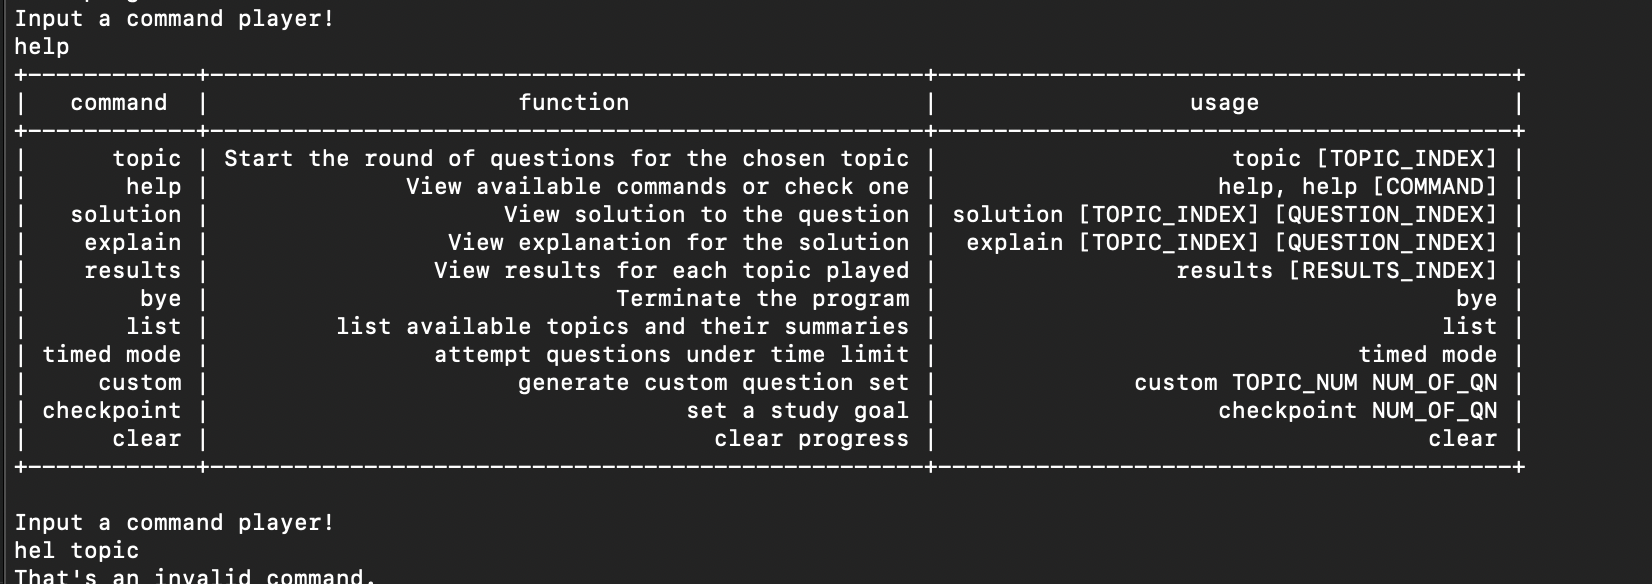 Input a command player!
help
+------------+---------------------------------------------------+-----------------------------------------+
|   command  |                      function                     |                  usage                  |
+------------+---------------------------------------------------+-----------------------------------------+
|      topic | Start the round of questions for the chosen topic |                     topic [TOPIC_INDEX] |
|       help |              View available commands or check one |                    help, help [COMMAND] |
|   solution |                     View solution to the question | solution [TOPIC_INDEX] [QUESTION_INDEX] |
|    explain |                 View explanation for the solution |  explain [TOPIC_INDEX] [QUESTION_INDEX] |
|    results |                View results for each topic played |                 results [RESULTS_INDEX] |
|        bye |                             Terminate the program |                                     bye |
|       list |         list available topics and their summaries |                                    list |
| timed mode |                attempt questions under time limit |                              timed mode |
|     custom |                      generate custom question set |              custom TOPIC_NUM NUM_OF_QN |
| checkpoint |                                  set a study goal |                    checkpoint NUM_OF_QN |
|      clear |                                    clear progress |                                   clear |
+------------+---------------------------------------------------+-----------------------------------------+
Input a command player!
hel topic
That's an invalid command.